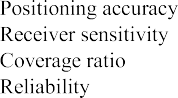 Positioning accuracy
Receiver sensitivity
Coverage ratio
Reliability